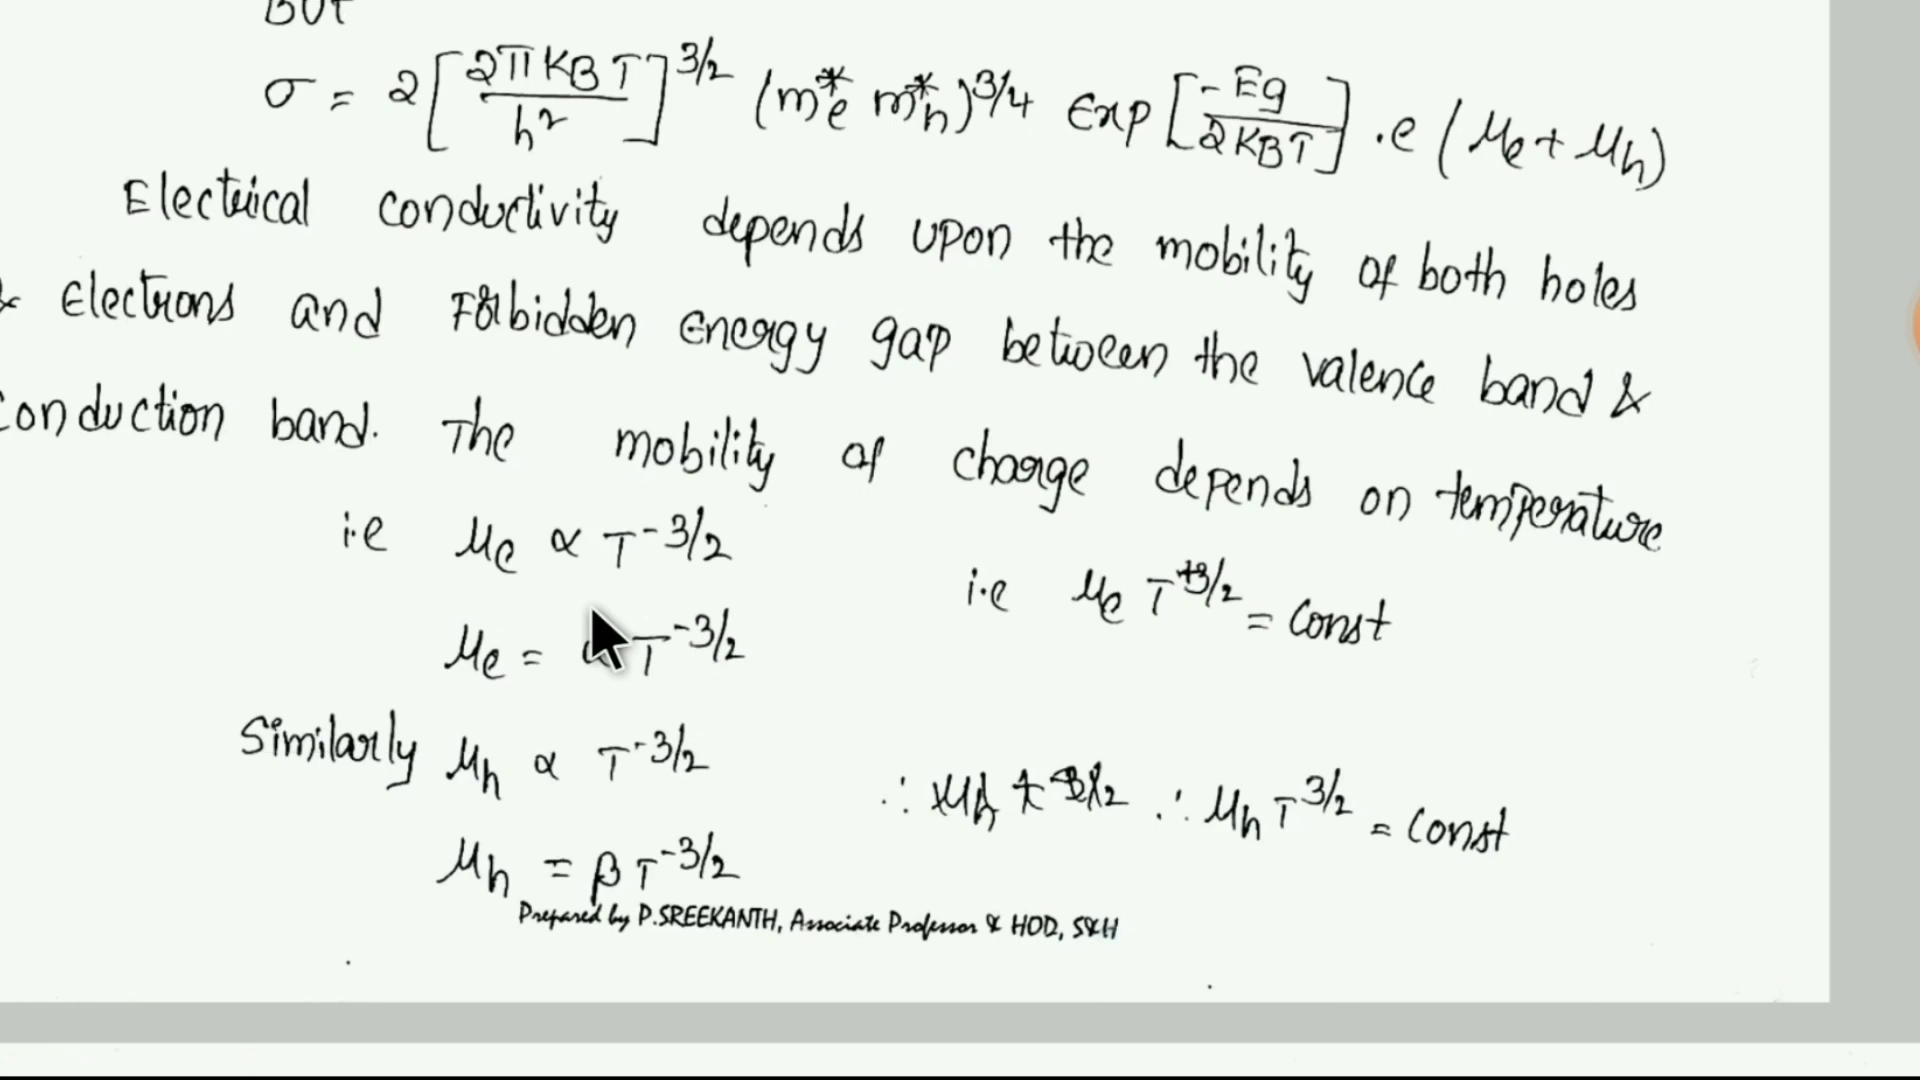 BUT
σ = 2 [2πKBT / h²]^3/2 (m*e m*h)^3/4 exp [-Eg / 2KBT] .e (μe + μh)
Electrical conductivity depends upon the mobility of both holes
& Electrons and Forbidden energy gap between the valence band &
conduction band. The mobility of charge depends on temperature
i.e μe ∝ T^-3/2
i.e μe T^+3/2 = const
μe = T^-3/2
Similarly μh ∝ T^-3/2
∴ ∴ μh T^3/2 = const
μh = β T^-3/2
Prepared by P.SREEKANTH, Associate Professor & HOD, S&H